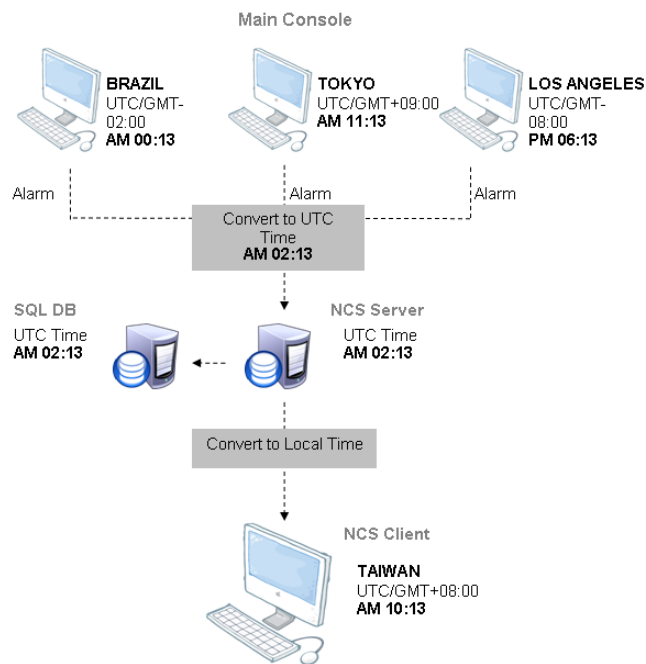 Main Console
BRAZIL
UTC/GMT-
02:00
AM 00:13
TOKYO
UTC/GMT+09:00
AM 11:13
LOS ANGELES
UTC/GMT-
08:00
PM 06:13
Alarm
Alarm
Alarm
Convert to UTC
Time
AM 02:13
SQL DB
UTC Time
AM 02:13
NCS Server
UTC Time
AM 02:13
Convert to Local Time
NCS Client
TAIWAN
UTC/GMT+08:00
AM 10:13